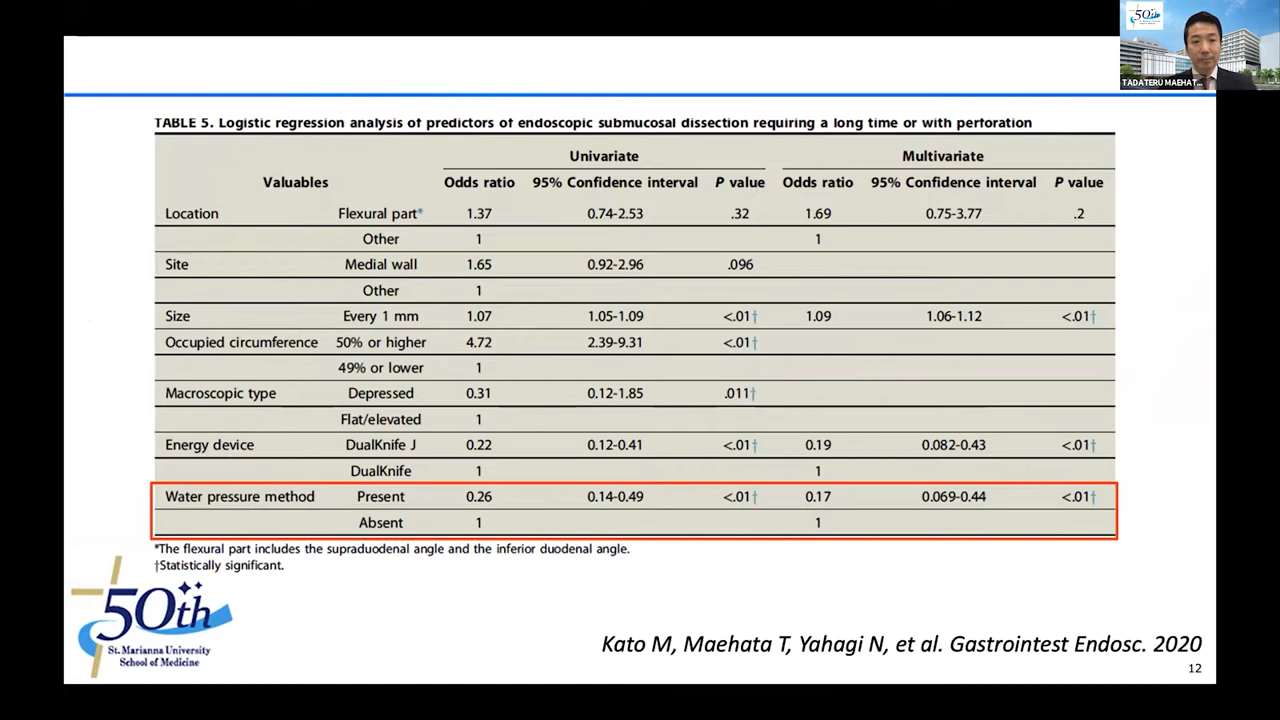 50th
TADATERU MAEHAT...
TABLE 5. Logistic regression analysis of predictors of endoscopic submucosal dissection requiring a long time or with perforation
Univariate Multivariate
Valuables Odds ratio 95% Confidence interval P value Odds ratio 95% Confidence interval P value
Location Flexural part* 1.37 0.74-2.53 .32 1.69 0.75-3.77 .2
Other 1 1
Site Medial wall 1.65 0.92-2.96 .096
Other 1
Size Every 1 mm 1.07 1.05-1.09 <.01† 1.09 1.06-1.12 <.01†
Occupied circumference 50% or higher 4.72 2.39-9.31 <.01†
49% or lower 1
Macroscopic type Depressed 0.31 0.12-1.85 .011†
Flat/elevated 1
Energy device DualKnife J 0.22 0.12-0.41 <.01† 0.19 0.082-0.43 <.01†
DualKnife 1 1
Water pressure method Present 0.26 0.14-0.49 <.01† 0.17 0.069-0.44 <.01†
Absent 1 1
*The flexural part includes the supraduodenal angle and the inferior duodenal angle.
†Statistically significant.
50th
St. Marianna University
School of Medicine
Kato M, Maehata T, Yahagi N, et al. Gastrointest Endosc. 2020
12